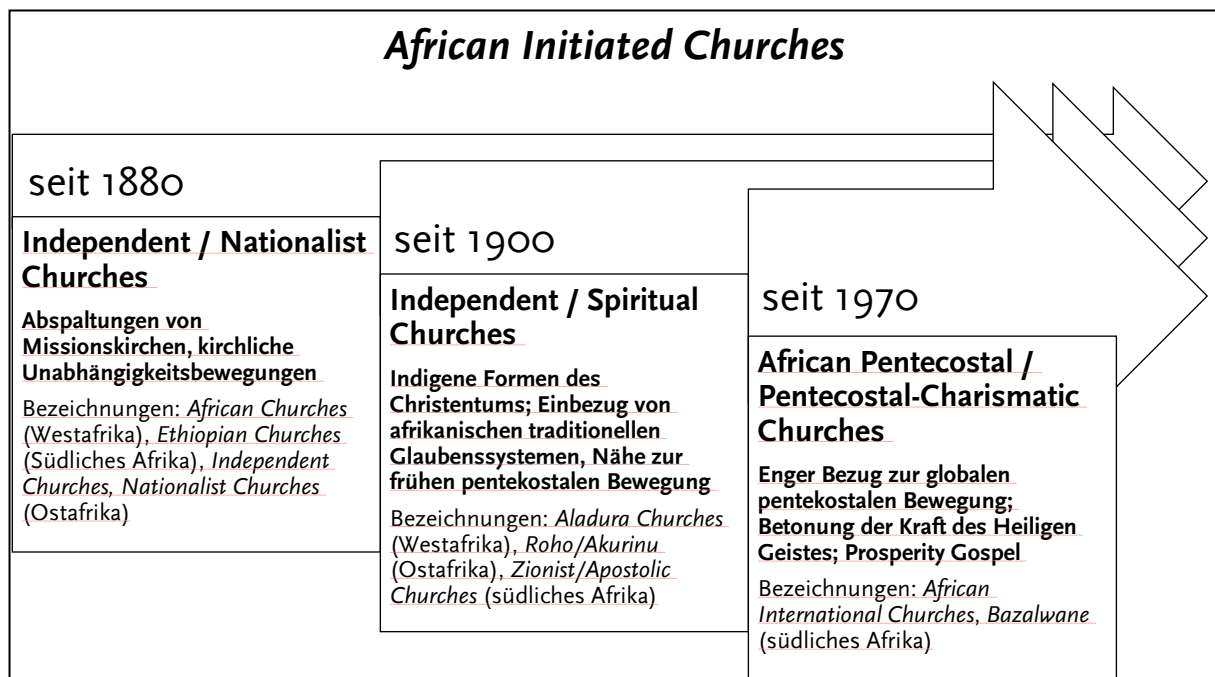 African Initiated Churches
seit 1880
Independent / Nationalist
Churches
Abspaltungen von
Missionskirchen, kirchliche
Unabhängigkeitsbewegungen
Bezeichnungen: African Churches
(Westafrika), Ethiopian Churches
(Südliches Afrika), Independent
Churches, Nationalist Churches
(Ostafrika)
seit 1900
Independent / Spiritual
Churches
Indigene Formen des
Christentums; Einbezug von
afrikanischen traditionellen
Glaubenssystemen, Nähe zur
frühen pentekostalen Bewegung
Bezeichnungen: Aladura Churches
(Westafrika), Roho/Akurinu
(Ostafrika), Zionist/Apostolic
Churches (südliches Afrika)
seit 1970
African Pentecostal /
Pentecostal-Charismatic
Churches
Enger Bezug zur globalen
pentekostalen Bewegung;
Betonung der Kraft des Heiligen
Geistes; Prosperity Gospel
Bezeichnungen: African
International Churches, Bazalwane
(südliches Afrika)